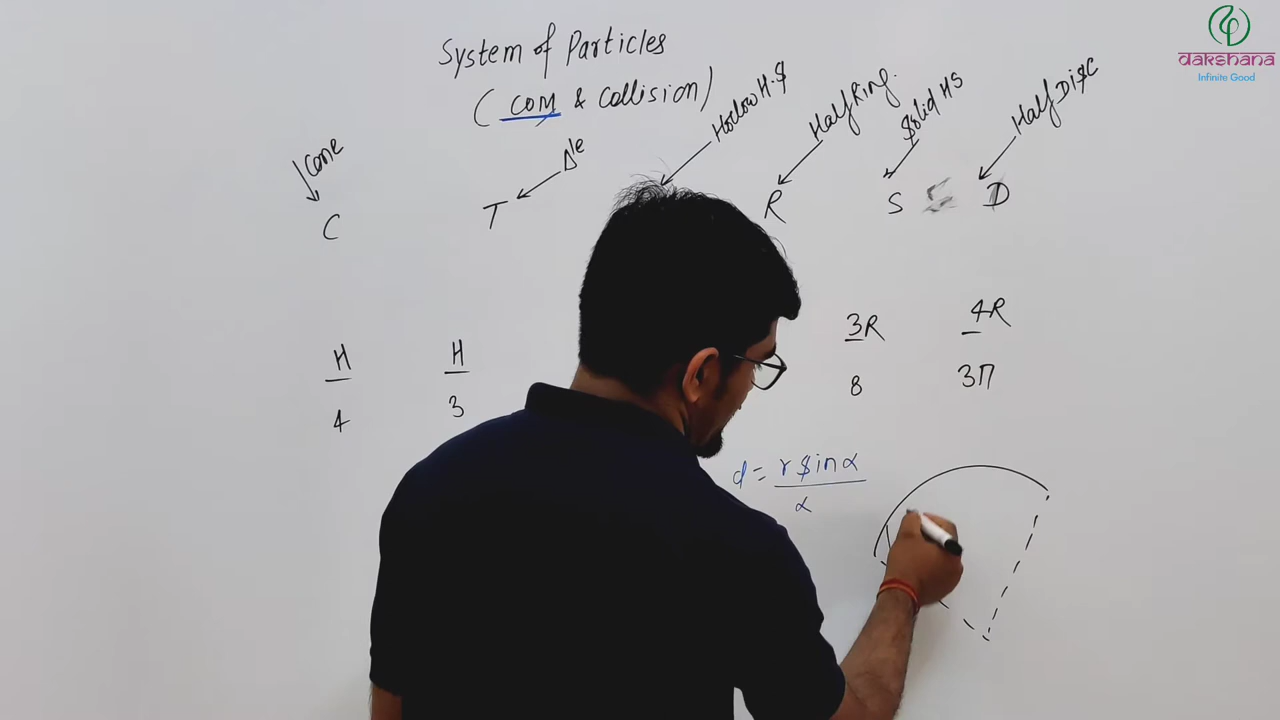 System of Particles
(COM & Collision)
dakshana
Infinite Good
Cone
Δle
Hollow H.S
Half Ring.
Solid HS
Half Disc
C
T
R
S
D
H
4
H
3
3R
8
4R
3π
d = r sinα
α